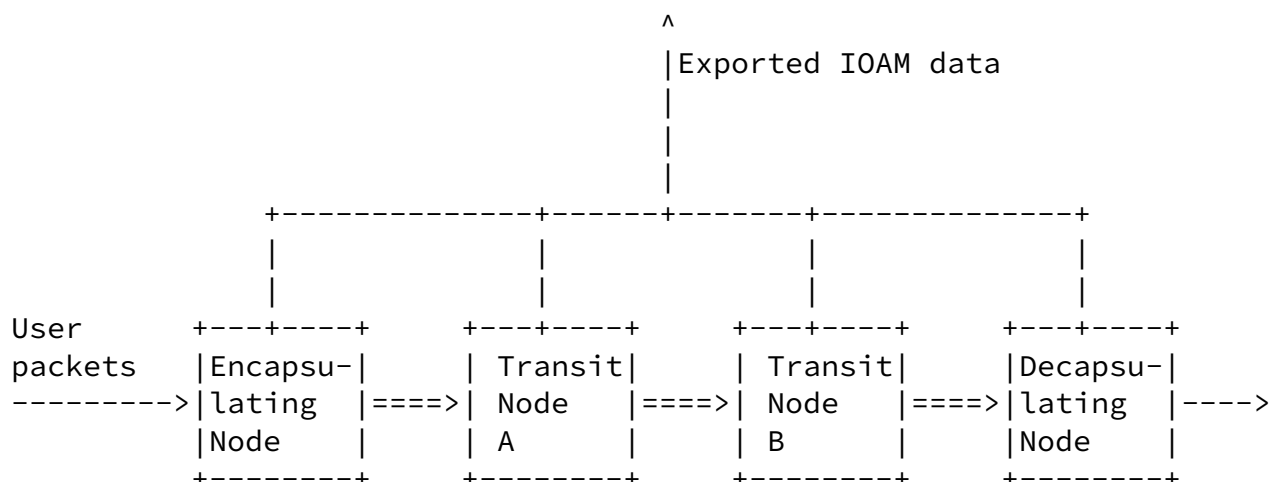 ^
|Exported IOAM data
|
|
|
|
+--------------+------+-------+--------------+
| | | |
| | | |
User +---+----+ +---+----+ +---+----+ +---+----+
packets |Encapsu-| | Transit| | Transit| |Decapsu-|
--------->|lating |====>| Node |====>| Node |====>|lating |---->
|Node | | A | | B | |Node |
+--------+ +--------+ +--------+ +--------+